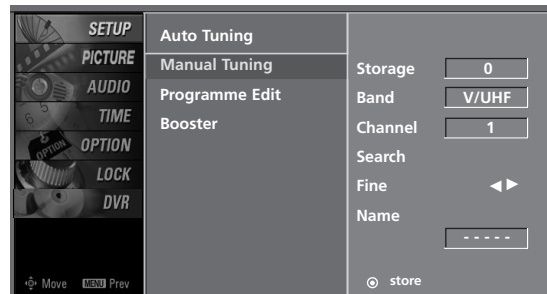 SETUP
PICTURE
AUDIO
TIME
OPTION
LOCK
DVR
Move MENU Prev
Auto Tuning
Manual Tuning
Programme Edit
Booster
Storage 0
Band V/UHF
Channel 1
Search
Fine ◀ ▶
Name
- - - - -
store